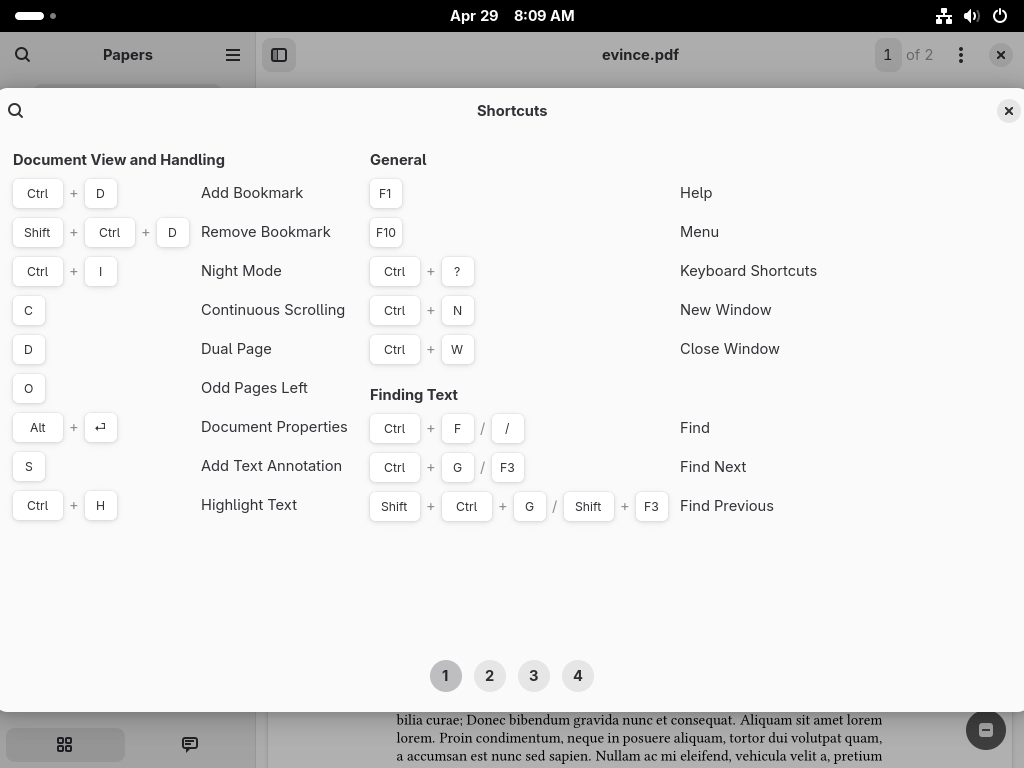 Apr 29 8:09 AM
Papers
evince.pdf
1 of 2
Shortcuts
Document View and Handling
Ctrl + D Add Bookmark
Shift + Ctrl + D Remove Bookmark
Ctrl + I Night Mode
C Continuous Scrolling
D Dual Page
O Odd Pages Left
Alt + ⏎ Document Properties
S Add Text Annotation
Ctrl + H Highlight Text
General
F1 Help
F10 Menu
Ctrl + ? Keyboard Shortcuts
Ctrl + N New Window
Ctrl + W Close Window
Finding Text
Ctrl + F / / Find
Ctrl + G / F3 Find Next
Shift + Ctrl + G / Shift + F3 Find Previous
1 2 3 4
bilia curae; Donec bibendum gravida nunc et consequat. Aliquam sit amet lorem
lorem. Proin condimentum, neque in posuere aliquam, tortor dui volutpat quam,
a accumsan est nunc sed sapien. Nullam ac mi eleifend, vehicula velit a, pretium